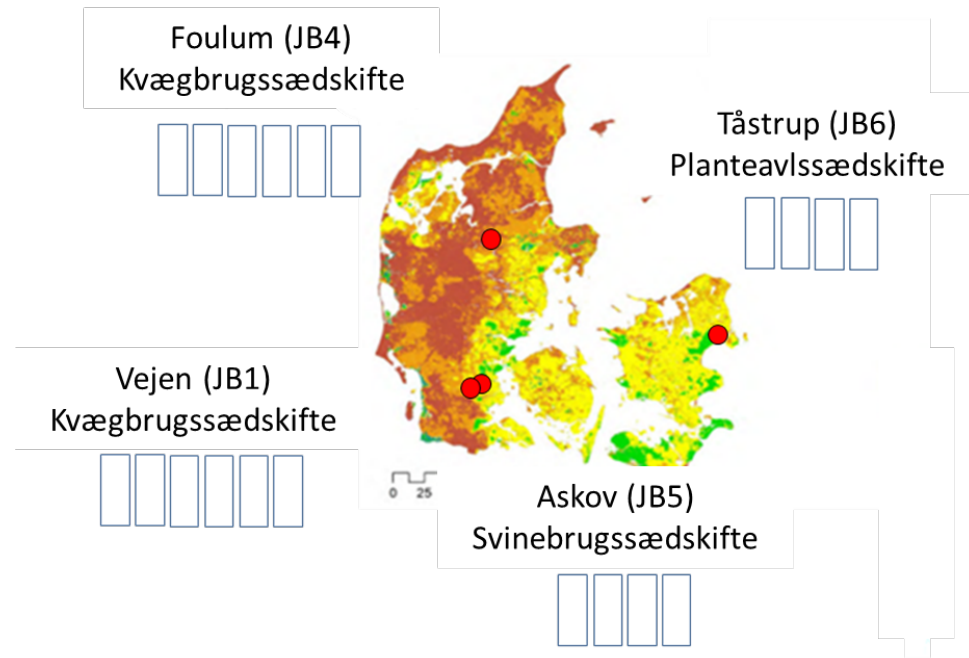 Foulum (JB4)
Kvægbrugssædskifte
Tåstrup (JB6)
Planteavlssædskifte
Vejen (JB1)
Kvægbrugssædskifte
0 25
Askov (JB5)
Svinebrugssædskifte